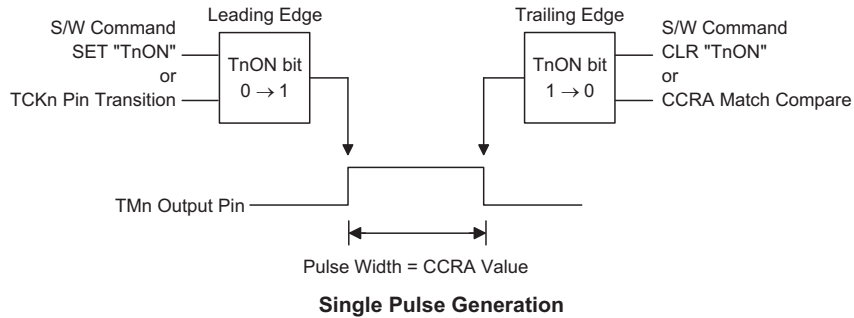 Leading Edge
S/W Command
SET "TnON"
or
TCKn Pin Transition
TnON bit
0 → 1
Trailing Edge
TnON bit
1 → 0
S/W Command
CLR "TnON"
or
CCRA Match Compare
TMn Output Pin
Pulse Width = CCRA Value
Single Pulse Generation